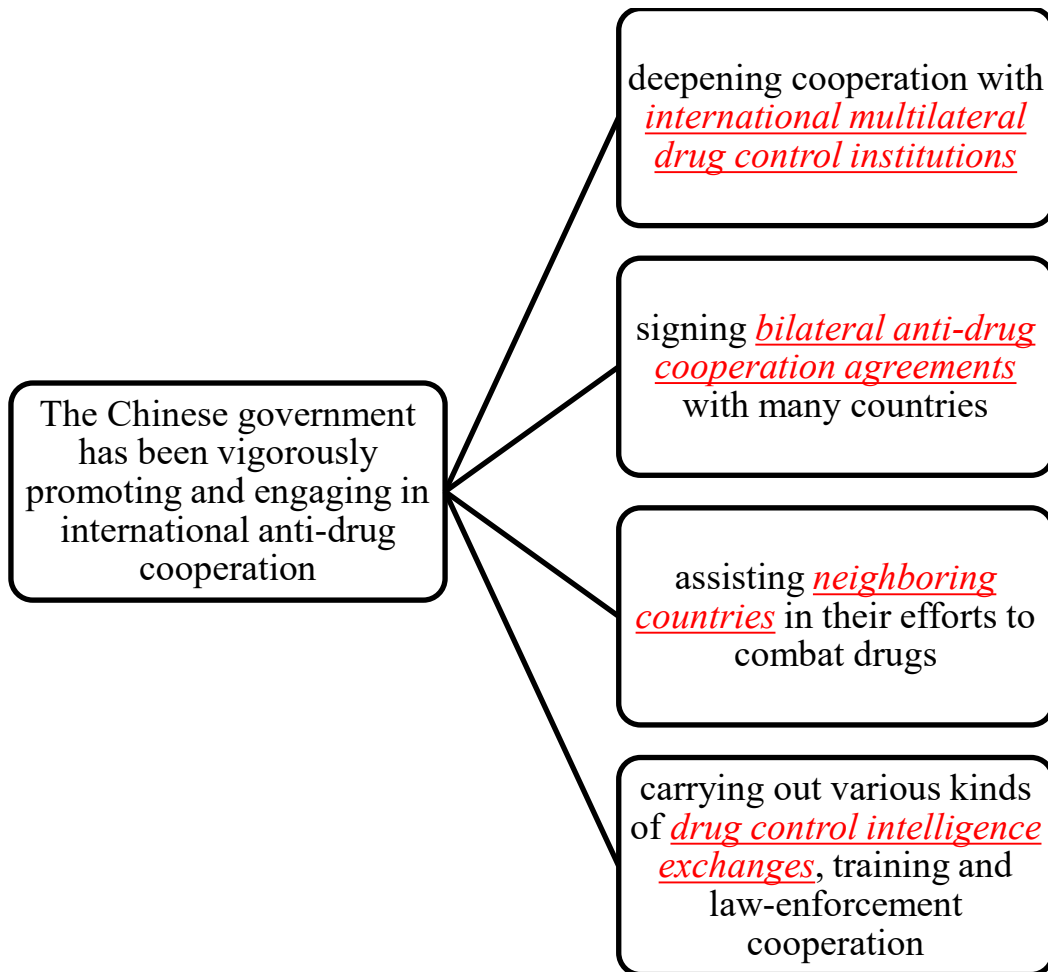 The Chinese government
has been vigorously
promoting and engaging in
international anti-drug
cooperation
deepening cooperation with
international multilateral
drug control institutions
signing bilateral anti-drug
cooperation agreements
with many countries
assisting neighboring
countries in their efforts to
combat drugs
carrying out various kinds
of drug control intelligence
exchanges, training and
law-enforcement
cooperation